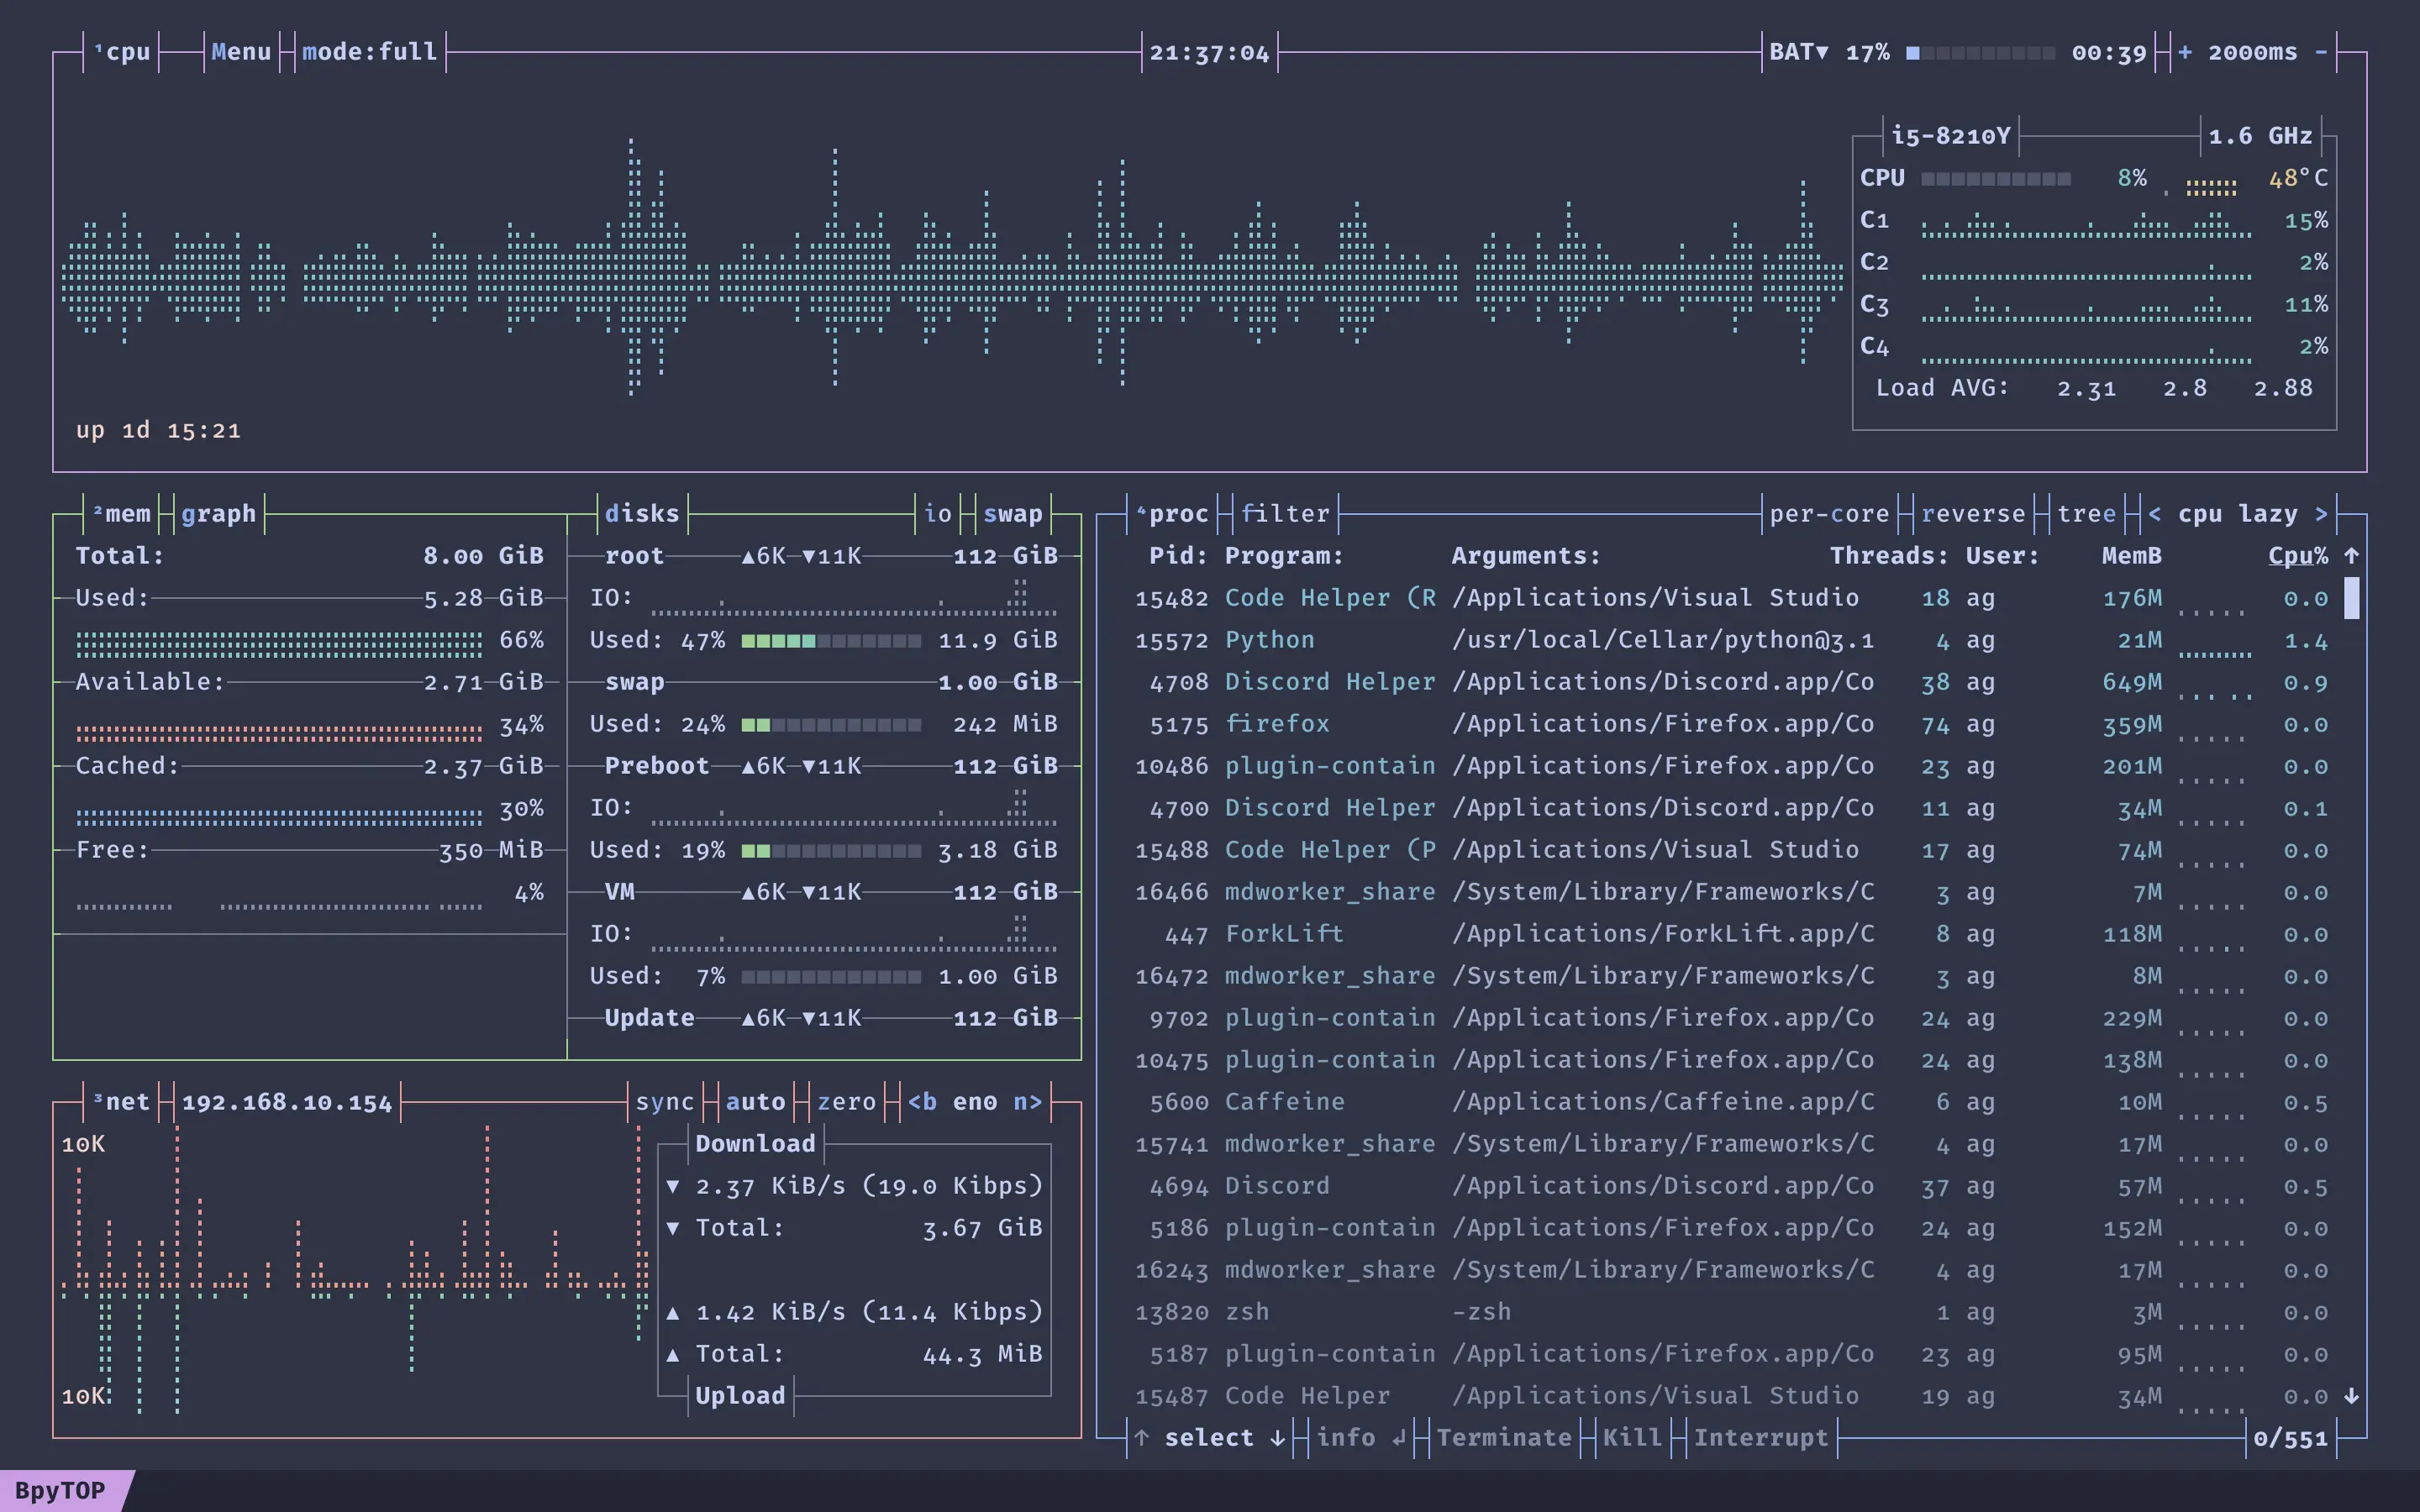 ¹cpu Menu mode:full 21:37:04 BAT▼ 17% 00:39 + 2000ms -
i5-8210Y 1.6 GHz
CPU 8% 48°C
C1 15%
C2 2%
C3 11%
C4 2%
Load AVG: 2.31 2.8 2.88
up 1d 15:21
²mem graph
Total: 8.00 GiB
Used: 5.28 GiB
66%
Available: 2.71 GiB
34%
Cached: 2.37 GiB
30%
Free: 350 MiB
4%
disks io swap
root ▲6K ▼11K 112 GiB
IO:
Used: 47% 11.9 GiB
swap 1.00 GiB
Used: 24% 242 MiB
Preboot ▲6K ▼11K 112 GiB
IO:
Used: 19% 3.18 GiB
VM ▲6K ▼11K 112 GiB
IO:
Used: 7% 1.00 GiB
Update ▲6K ▼11K 112 GiB
³net 192.168.10.154 sync auto zero <b en0 n>
10K
10K
Download
▼ 2.37 KiB/s (19.0 Kibps)
▼ Total: 3.67 GiB
▲ 1.42 KiB/s (11.4 Kibps)
▲ Total: 44.3 MiB
Upload
⁴proc filter per-core reverse tree < cpu lazy >
Pid: Program: Arguments: Threads: User: MemB Cpu% ↑
15482 Code Helper (R /Applications/Visual Studio 18 ag 176M 0.0
15572 Python /usr/local/Cellar/python@3.1 4 ag 21M 1.4
4708 Discord Helper /Applications/Discord.app/Co 38 ag 649M 0.9
5175 firefox /Applications/Firefox.app/Co 74 ag 359M 0.0
10486 plugin-contain /Applications/Firefox.app/Co 23 ag 201M 0.0
4700 Discord Helper /Applications/Discord.app/Co 11 ag 34M 0.1
15488 Code Helper (P /Applications/Visual Studio 17 ag 74M 0.0
16466 mdworker_share /System/Library/Frameworks/C 3 ag 7M 0.0
447 ForkLift /Applications/ForkLift.app/C 8 ag 118M 0.0
16472 mdworker_share /System/Library/Frameworks/C 3 ag 8M 0.0
9702 plugin-contain /Applications/Firefox.app/Co 24 ag 229M 0.0
10475 plugin-contain /Applications/Firefox.app/Co 24 ag 138M 0.0
5600 Caffeine /Applications/Caffeine.app/C 6 ag 10M 0.5
15741 mdworker_share /System/Library/Frameworks/C 4 ag 17M 0.0
4694 Discord /Applications/Discord.app/Co 37 ag 57M 0.5
5186 plugin-contain /Applications/Firefox.app/Co 24 ag 152M 0.0
16243 mdworker_share /System/Library/Frameworks/C 4 ag 17M 0.0
13820 zsh -zsh 1 ag 3M 0.0
5187 plugin-contain /Applications/Firefox.app/Co 23 ag 95M 0.0
15487 Code Helper /Applications/Visual Studio 19 ag 34M 0.0 ↓
↑ select ↓ info ↲ Terminate Kill Interrupt 0/551
BpyTOP